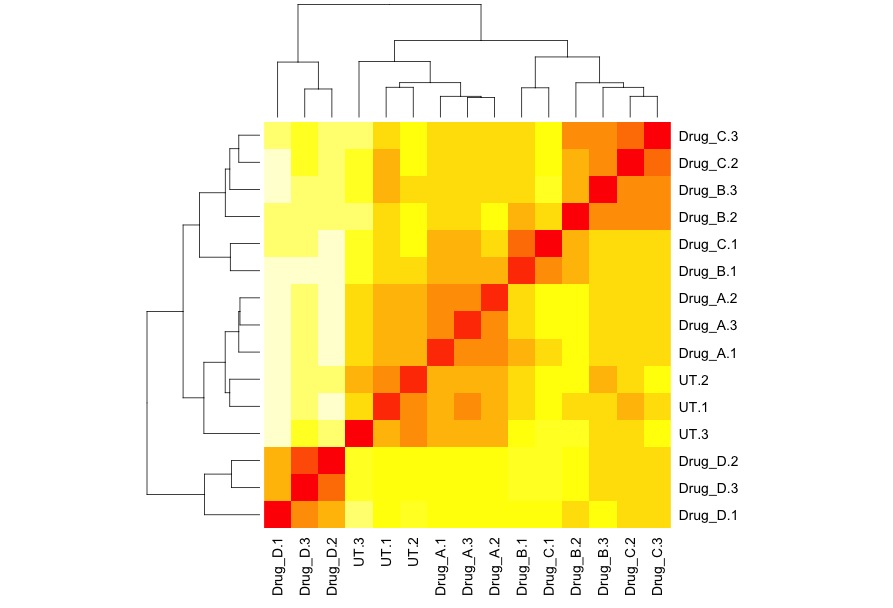 Drug_C.3
Drug_C.2
Drug_B.3
Drug_B.2
Drug_C.1
Drug_B.1
Drug_A.2
Drug_A.3
Drug_A.1
UT.2
UT.1
UT.3
Drug_D.2
Drug_D.3
Drug_D.1
Drug_D.1
Drug_D.3
Drug_D.2
UT.3
UT.1
UT.2
Drug_A.1
Drug_A.3
Drug_A.2
Drug_B.1
Drug_C.1
Drug_B.2
Drug_B.3
Drug_C.2
Drug_C.3